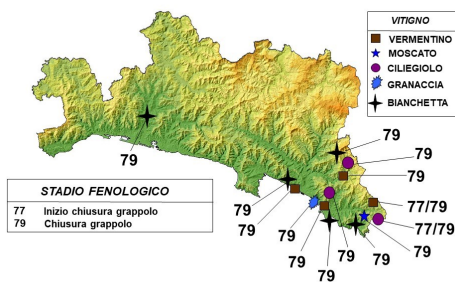 VITIGNO
VERMENTINO
MOSCATO
CILIEGIOLO
GRANACCIA
BIANCHETTA
79
79
79
79
77/79
STADIO FENOLOGICO
77 Inizio chiusura grappolo
79 Chiusura grappolo
79
79
79
79
79
79
79
79
77/79